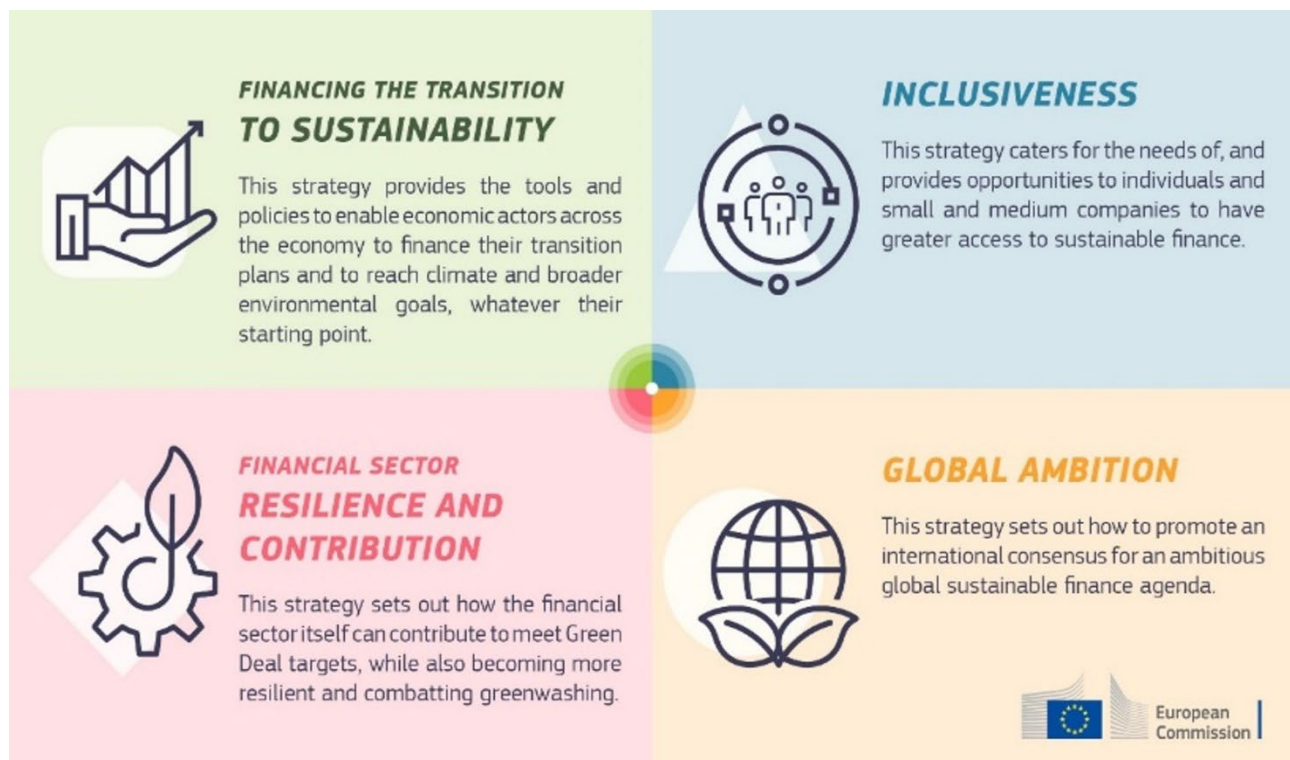 FINANCING THE TRANSITION
TO SUSTAINABILITY
This strategy provides the tools and
policies to enable economic actors across
the economy to finance their transition
plans and to reach climate and broader
environmental goals, whatever their
starting point.
INCLUSIVENESS
This strategy caters for the needs of, and
provides opportunities to individuals and
small and medium companies to have
greater access to sustainable finance.
FINANCIAL SECTOR
RESILIENCE AND
CONTRIBUTION
This strategy sets out how the financial
sector itself can contribute to meet Green
Deal targets, while also becoming more
resilient and combatting greenwashing.
GLOBAL AMBITION
This strategy sets out how to promote an
international consensus for an ambitious
global sustainable finance agenda.
European
Commission